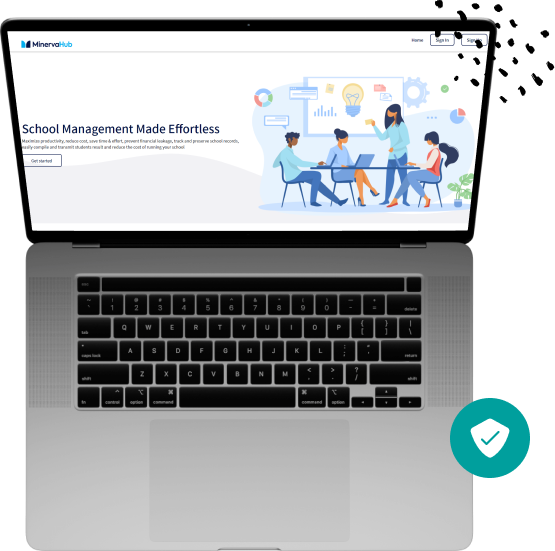 MinervaHub
Home
Sign In
School Management Made Effortless
Maximize productivity, reduce cost, save time & effort, prevent financial leakage, track and preserve school records,
easily compile and transmit students result and reduce the cost of running your school
Get started
esc
! @ # $ % ^ & * ( )
1 2 3 4 5 6 7 8 9 0 delete
tab Q W E R T Y U I O P { [ } ] | \
caps lock A S D F G H J K L : ; " ' return
shift Z X C V B N M < , > . ? / shift
fn control option command command option